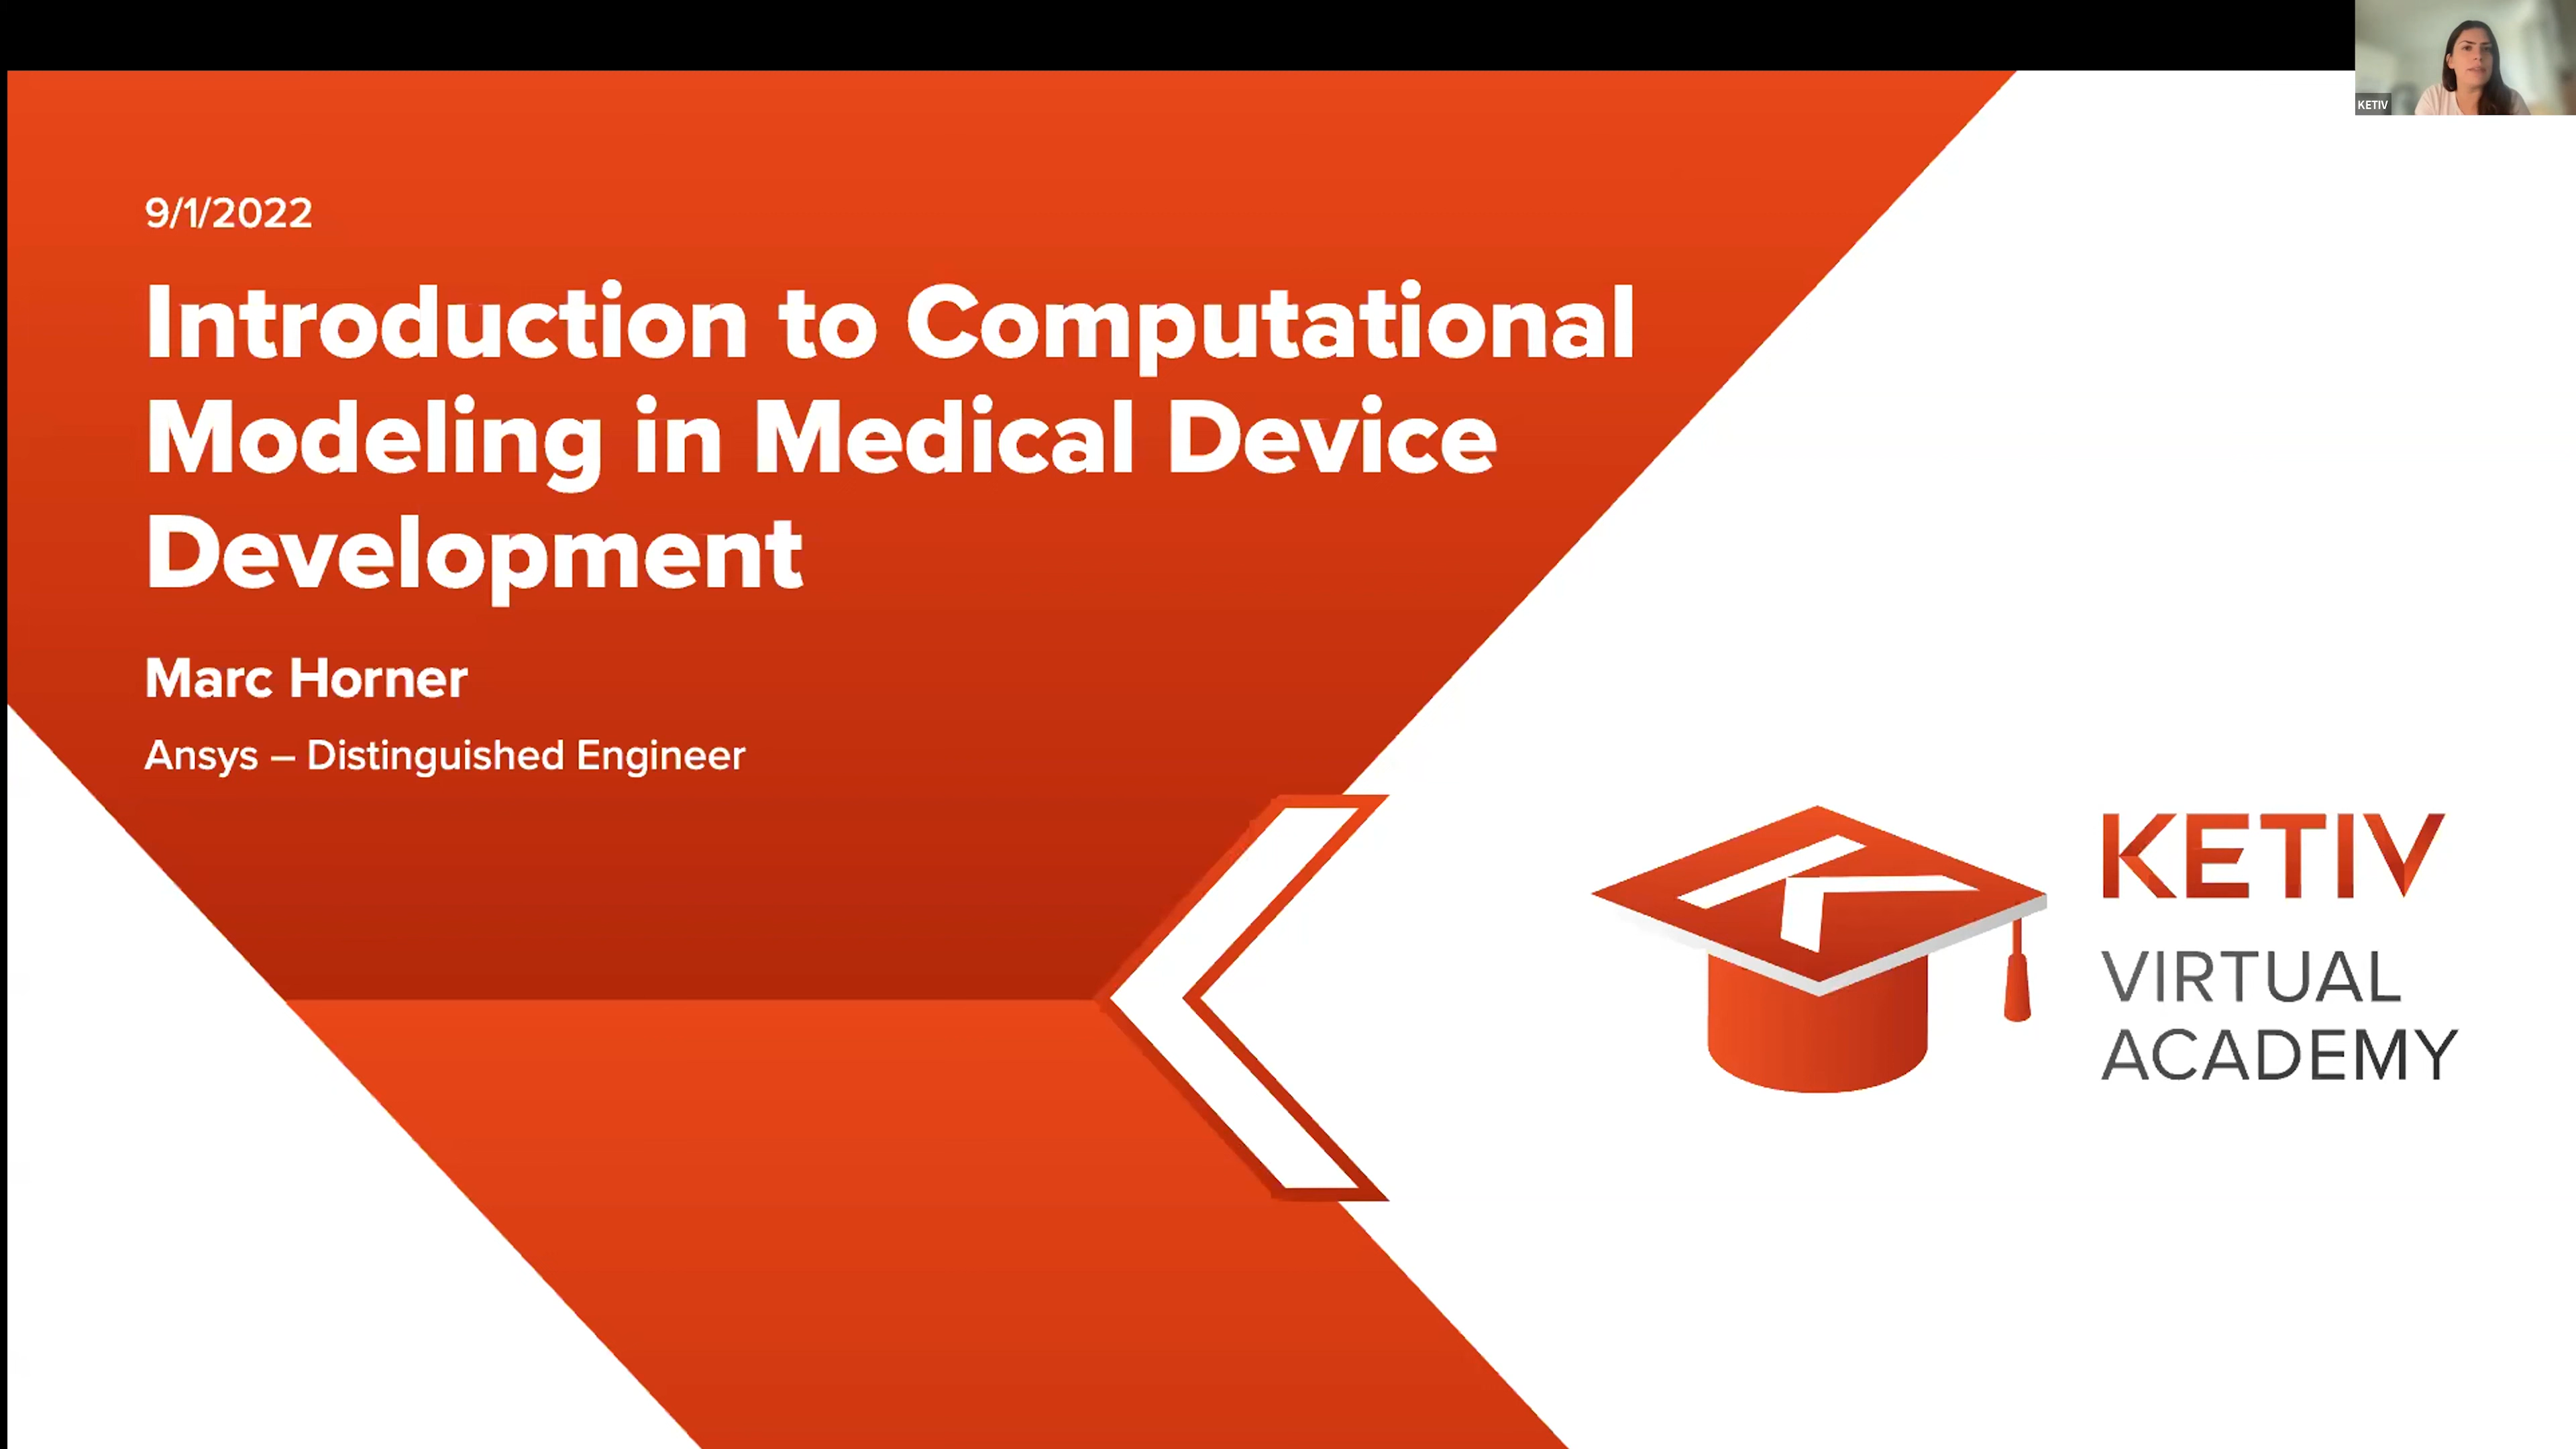 KETIV
9/1/2022
Introduction to Computational
Modeling in Medical Device
Development
Marc Horner
Ansys – Distinguished Engineer
K
KETIV
VIRTUAL
ACADEMY